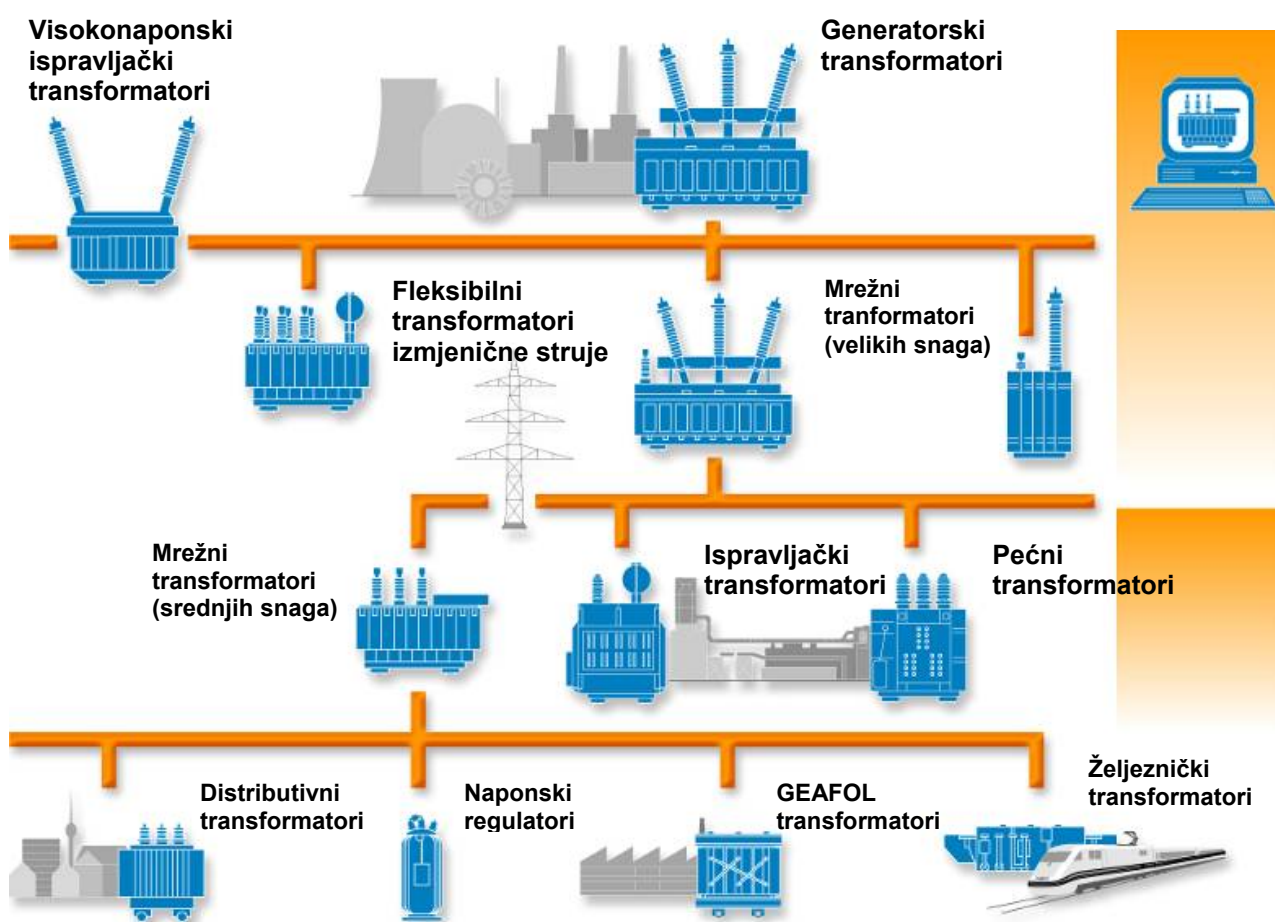 Visokonaponski
ispravljački
transformatori
Generatorski
transformatori
Fleksibilni
transformatori
izmjenične struje
Mrežni
tranformatori
(velikih snaga)
Mrežni
transformatori
(srednjih snaga)
Ispravljački
transformatori
Pećni
transformatori
Distributivni
transformatori
Naponski
regulatori
GEAFOL
transformatori
Željeznički
transformatori